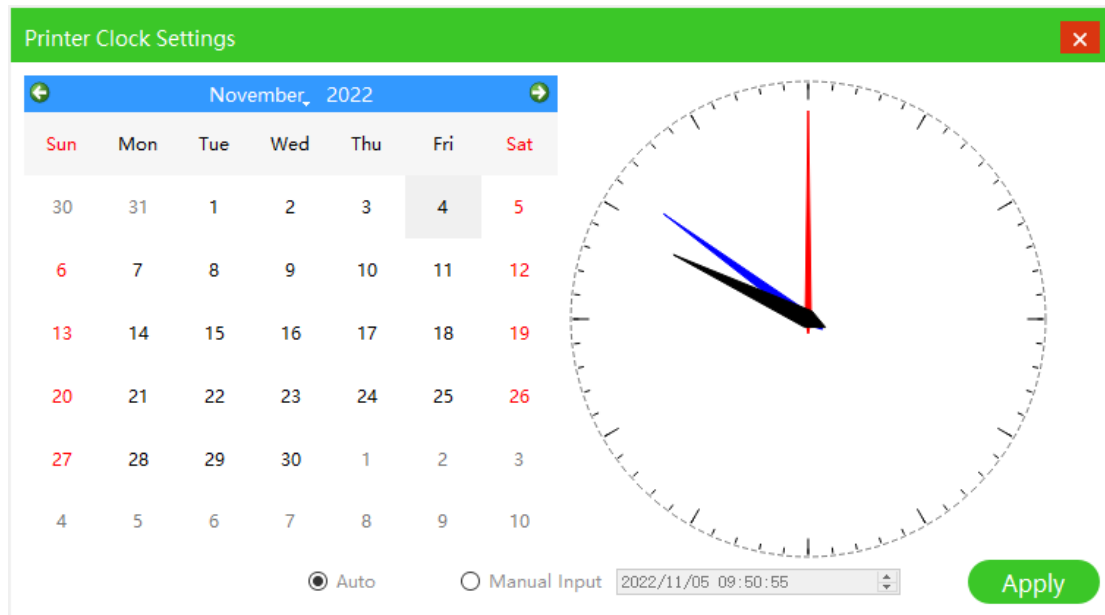 Printer Clock Settings
November, 2022
Sun Mon Tue Wed Thu Fri Sat
30 31 1 2 3 4 5
6 7 8 9 10 11 12
13 14 15 16 17 18 19
20 21 22 23 24 25 26
27 28 29 30 1 2 3
4 5 6 7 8 9 10
Auto Manual Input 2022/11/05 09:50:55 Apply